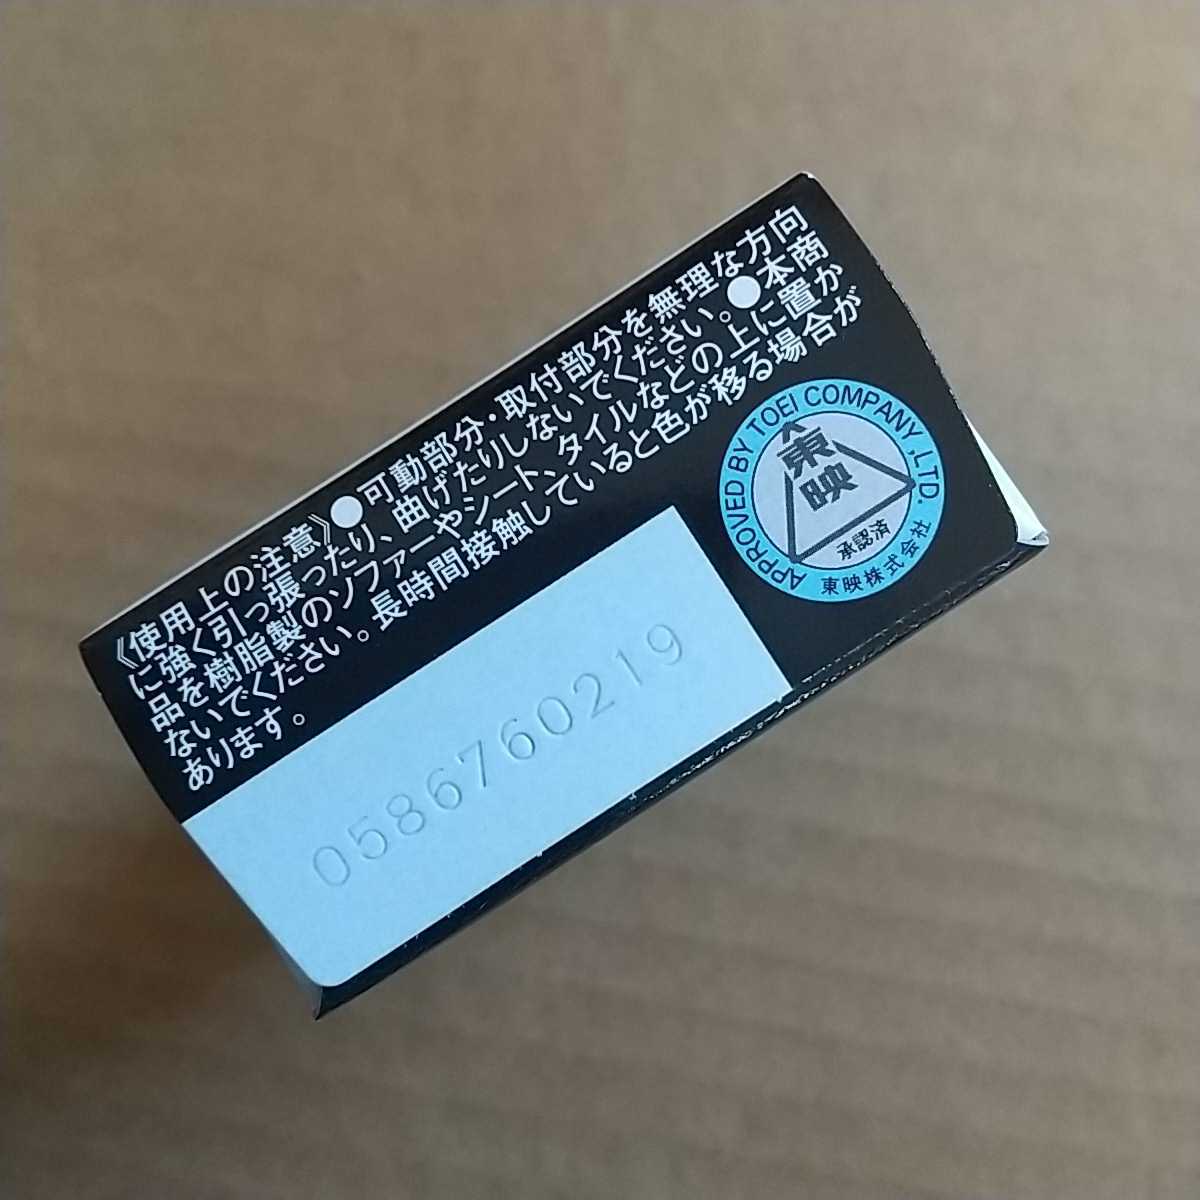 《使用上の注意》●可動部分・取付部分を無理な方向
に強く引っ張ったり、曲げたりしないでください。●本商
品を樹脂製のソファーやシート、タイルなどの上に置か
ないでください。長時間接触していると色が移る場合が
あります。
APPROVED BY TOEI COMPANY,LTD.
東映
承認済
東映株式会社
0586760219